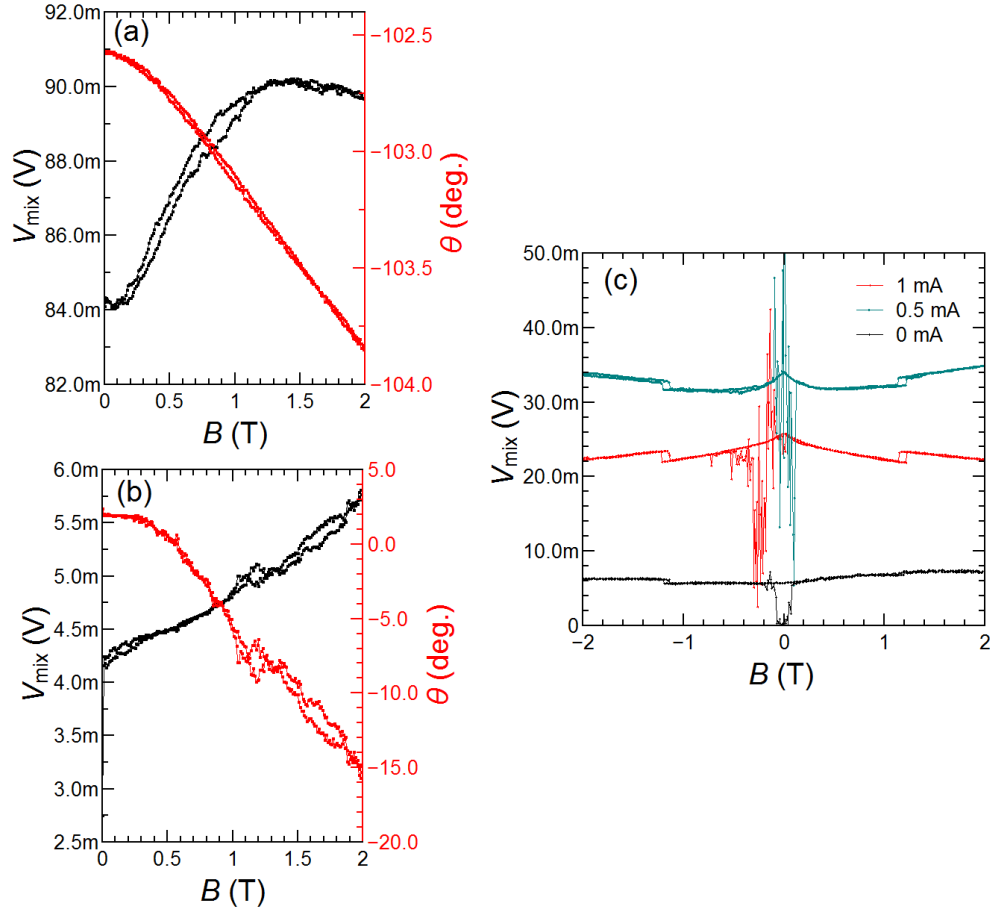 (a)
92.0m
90.0m
88.0m
86.0m
84.0m
82.0m
Vmix (V)
−102.5
−103.0
−103.5
−104.0
θ (deg.)
0 0.5 1 1.5 2
B (T)
(b)
6.0m
5.5m
5.0m
4.5m
4.0m
3.5m
3.0m
2.5m
Vmix (V)
5.0
0.0
−5.0
−10.0
−15.0
−20.0
θ (deg.)
0 0.5 1 1.5 2
B (T)
(c)
50.0m
40.0m
30.0m
20.0m
10.0m
0
Vmix (V)
1 mA
0.5 mA
0 mA
−2 −1 0 1 2
B (T)